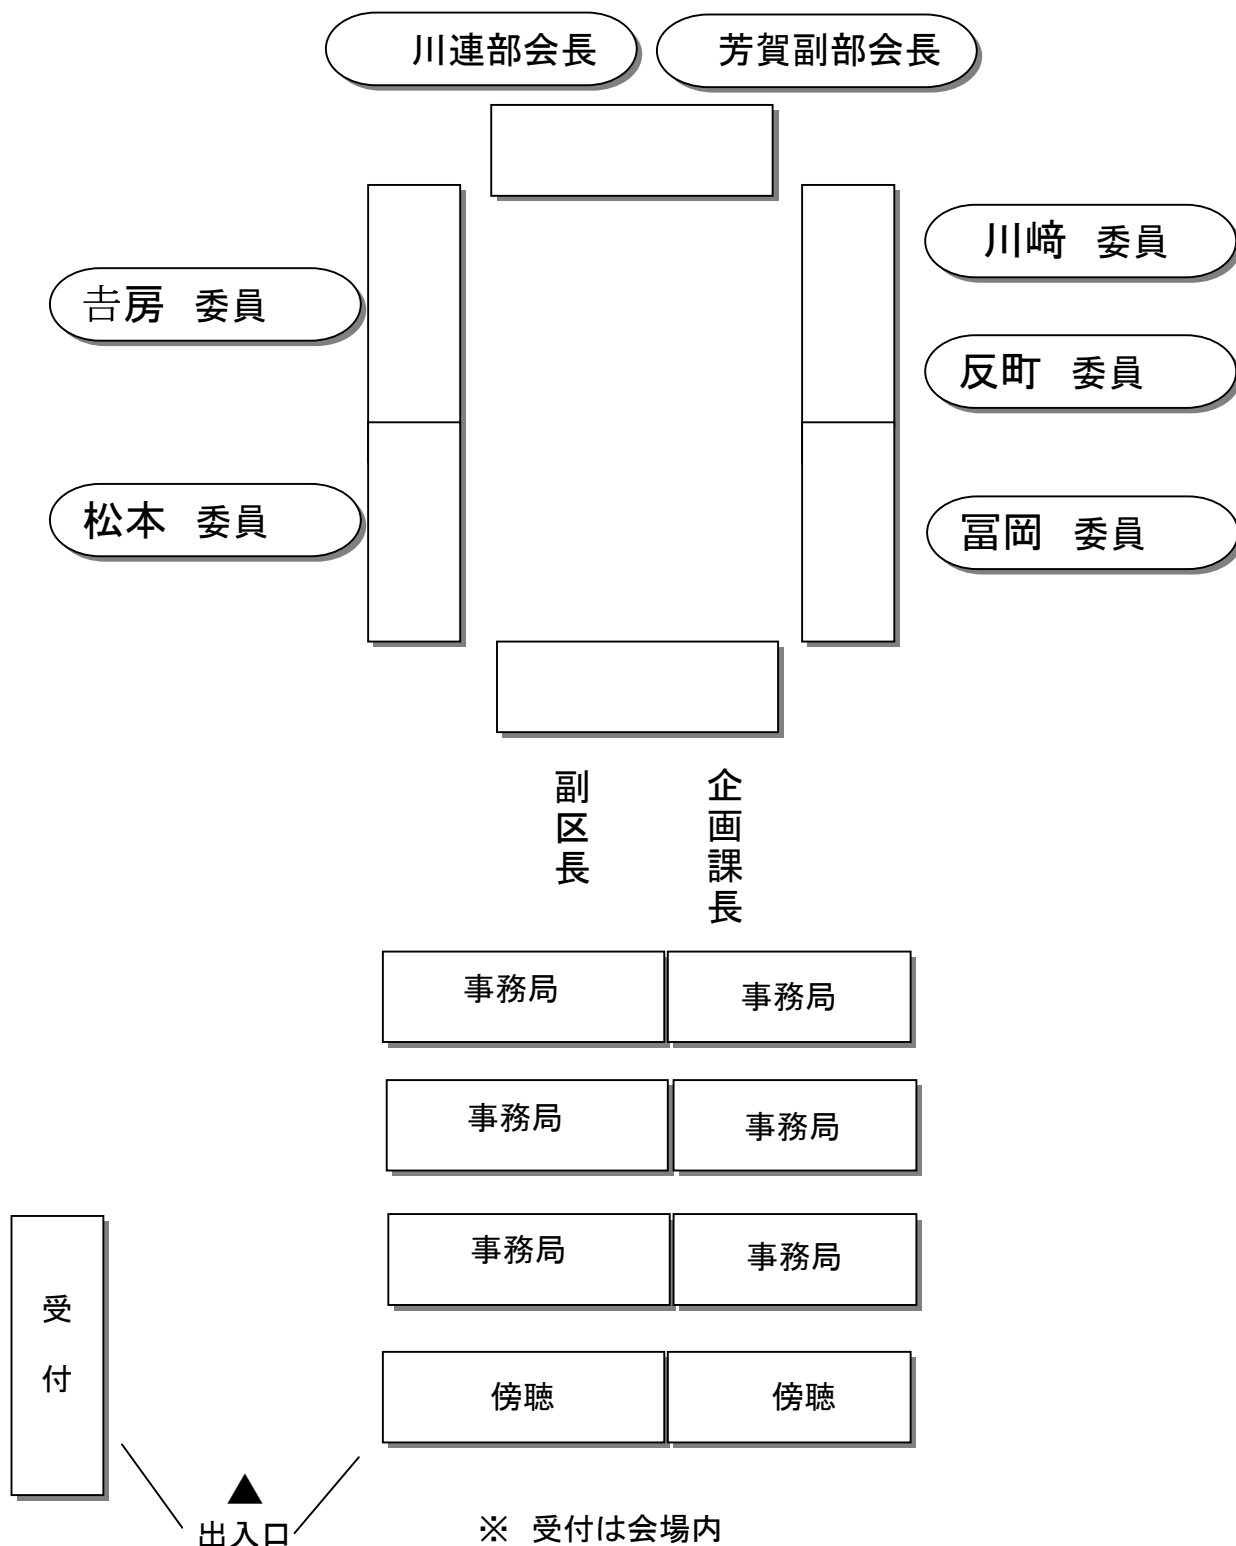 川連部会長
芳賀副部会長
川﨑 委員
𠮷房 委員
反町 委員
松本 委員
冨岡 委員
副区長
企画課長
事務局
事務局
事務局
事務局
事務局
事務局
受付
傍聴
傍聴
▲
出入口
※ 受付は会場内